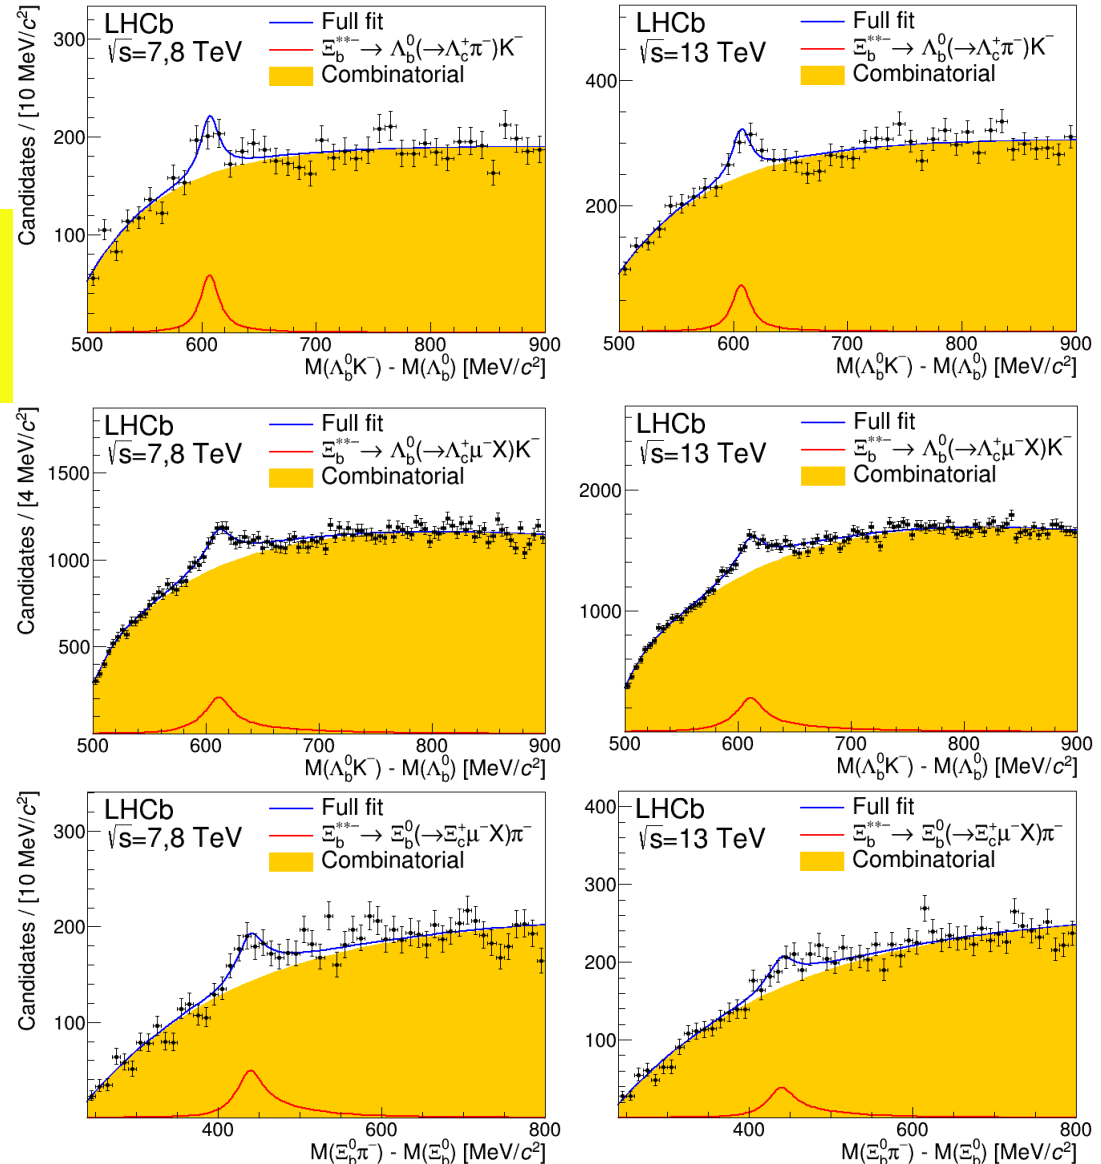 LHCb
√s=7,8 TeV
Full fit
Ξb**- → Λb0(→Λc+π-)K-
Combinatorial
Candidates / [10 MeV/c2]
300
200
100
500 600 700 800 900
M(Λb0K-) - M(Λb0) [MeV/c2]
LHCb
√s=13 TeV
Full fit
Ξb**- → Λb0(→Λc+π-)K-
Combinatorial
400
200
500 600 700 800 900
M(Λb0K-) - M(Λb0) [MeV/c2]
LHCb
√s=7,8 TeV
Full fit
Ξb**- → Λb0(→Λc+μ-X)K-
Combinatorial
Candidates / [4 MeV/c2]
1500
1000
500
500 600 700 800 900
M(Λb0K-) - M(Λb0) [MeV/c2]
LHCb
√s=13 TeV
Full fit
Ξb**- → Λb0(→Λc+μ-X)K-
Combinatorial
2000
1000
500 600 700 800 900
M(Λb0K-) - M(Λb0) [MeV/c2]
LHCb
√s=7,8 TeV
Full fit
Ξb**- → Ξb0(→Ξc+μ-X)π-
Combinatorial
Candidates / [10 MeV/c2]
300
200
100
400 600 800
M(Ξb0π-) - M(Ξb0) [MeV/c2]
LHCb
√s=13 TeV
Full fit
Ξb**- → Ξb0(→Ξc+μ-X)π-
Combinatorial
400
300
200
100
400 600 800
M(Ξb0π-) - M(Ξb0) [MeV/c2]